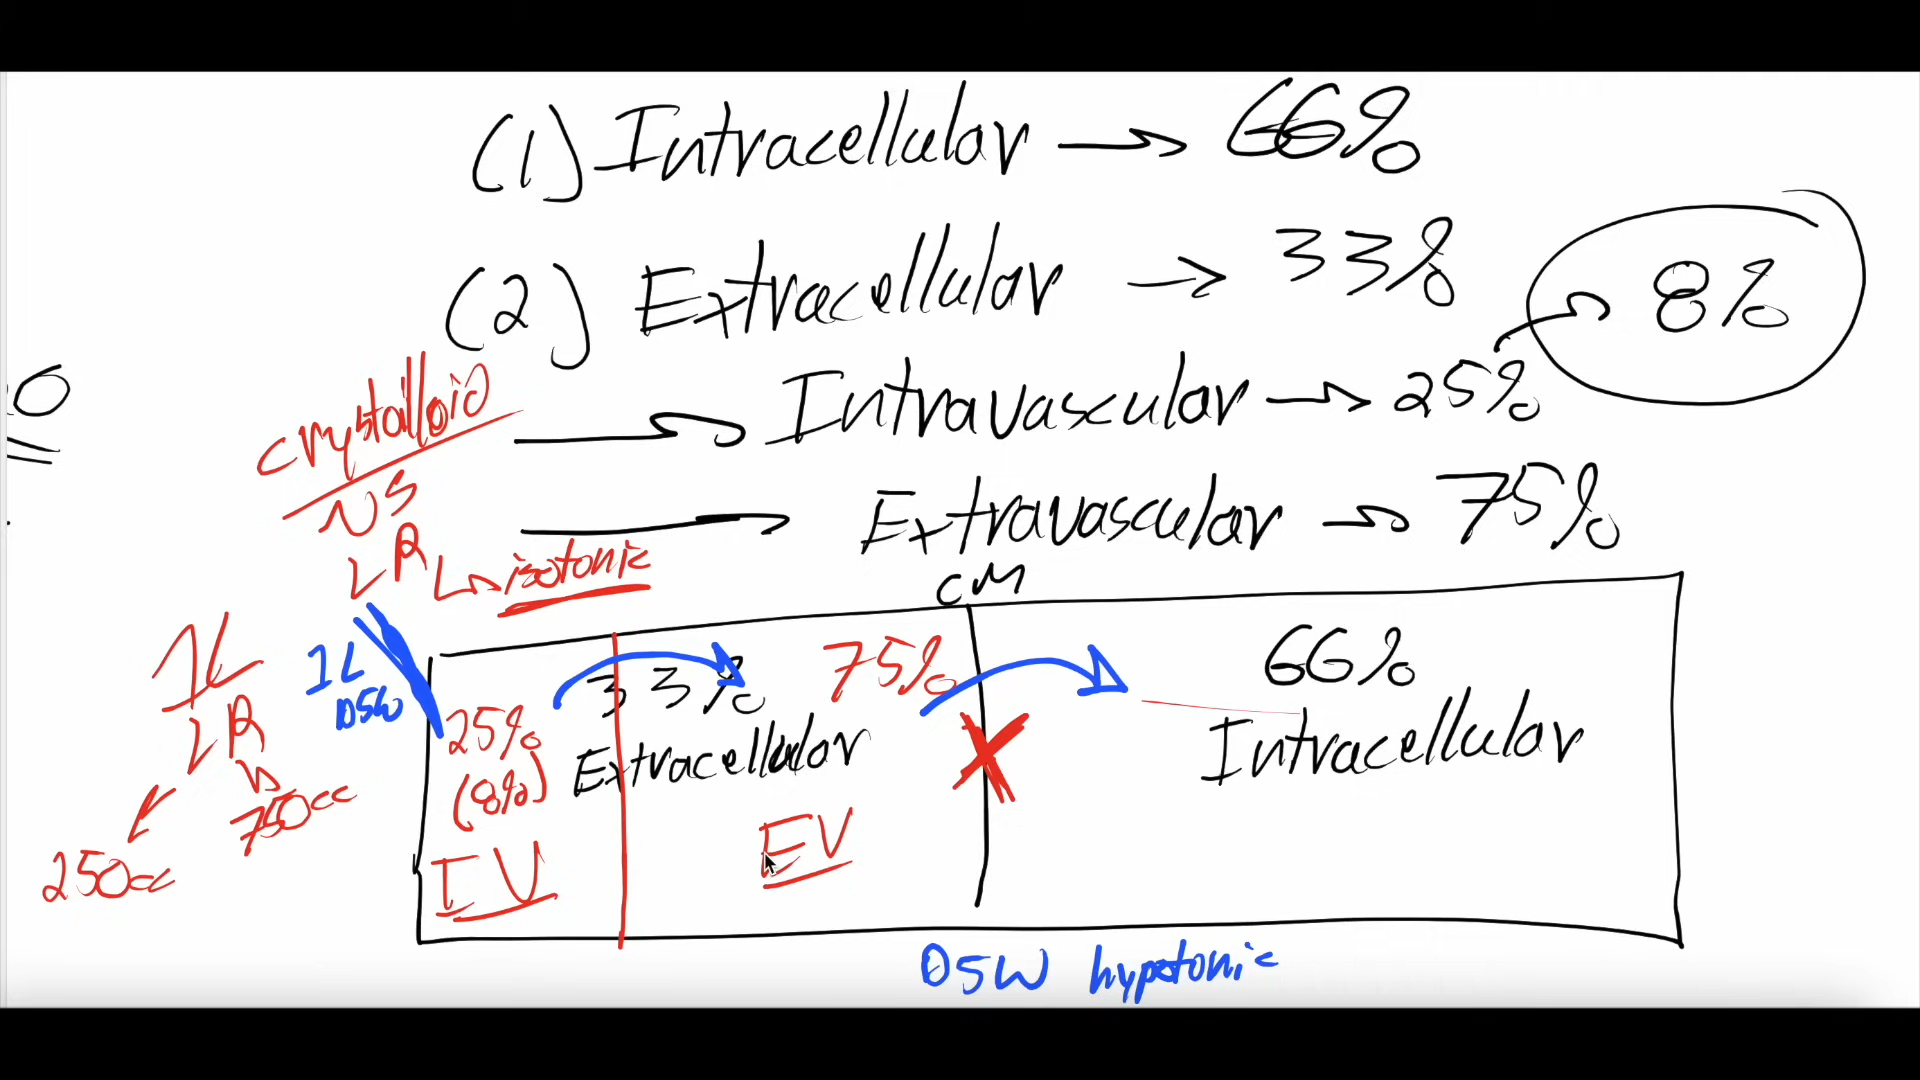 (1) Intracellular → 66%
(2) Extracellular → 33%
8%
Intravascular → 25%
Extravascular → 75%
crystalloid
NS
LR
isotonic
CM
1L
LR
250cc
750cc
1L
D5W
25%
(8%)
IV
33%
Extracellular
75%
EV
66%
Intracellular
D5W hypotonic